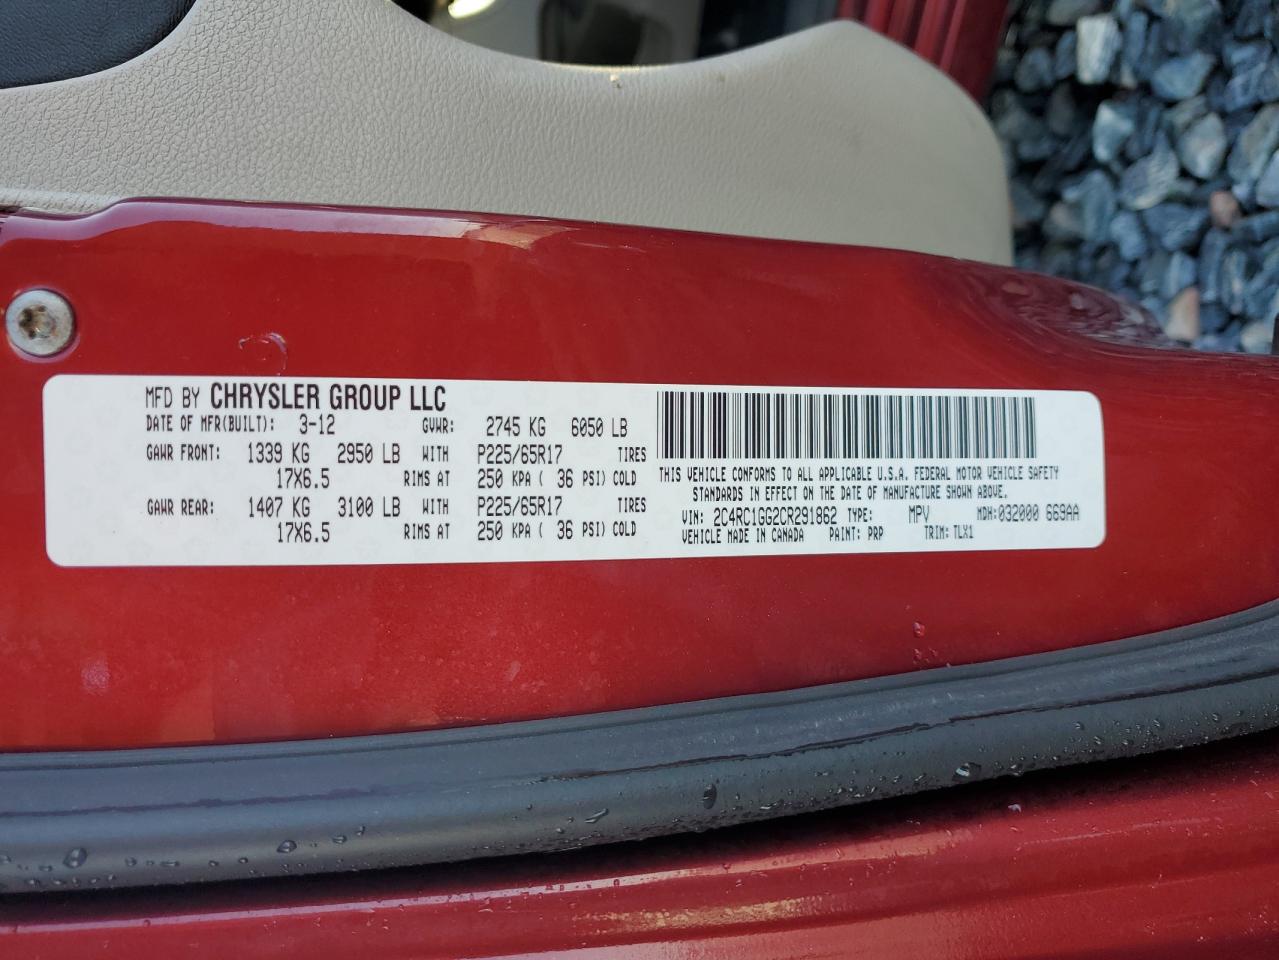 MFD BY CHRYSLER GROUP LLC
DATE OF MFR(BUILT): 3-12 GVWR: 2745 KG 6050 LB
GAWR FRONT: 1339 KG 2950 LB WITH P225/65R17 TIRES
17X6.5 RIMS AT 250 KPA ( 36 PSI) COLD
GAWR REAR: 1407 KG 3100 LB WITH P225/65R17 TIRES
17X6.5 RIMS AT 250 KPA ( 36 PSI) COLD
THIS VEHICLE CONFORMS TO ALL APPLICABLE U.S.A. FEDERAL MOTOR VEHICLE SAFETY
STANDARDS IN EFFECT ON THE DATE OF MANUFACTURE SHOWN ABOVE.
VIN: 2C4RC1GG2CR291862 TYPE: MPV MDH: 032000 669AA
VEHICLE MADE IN CANADA PAINT: PRP TRIM: TLX1